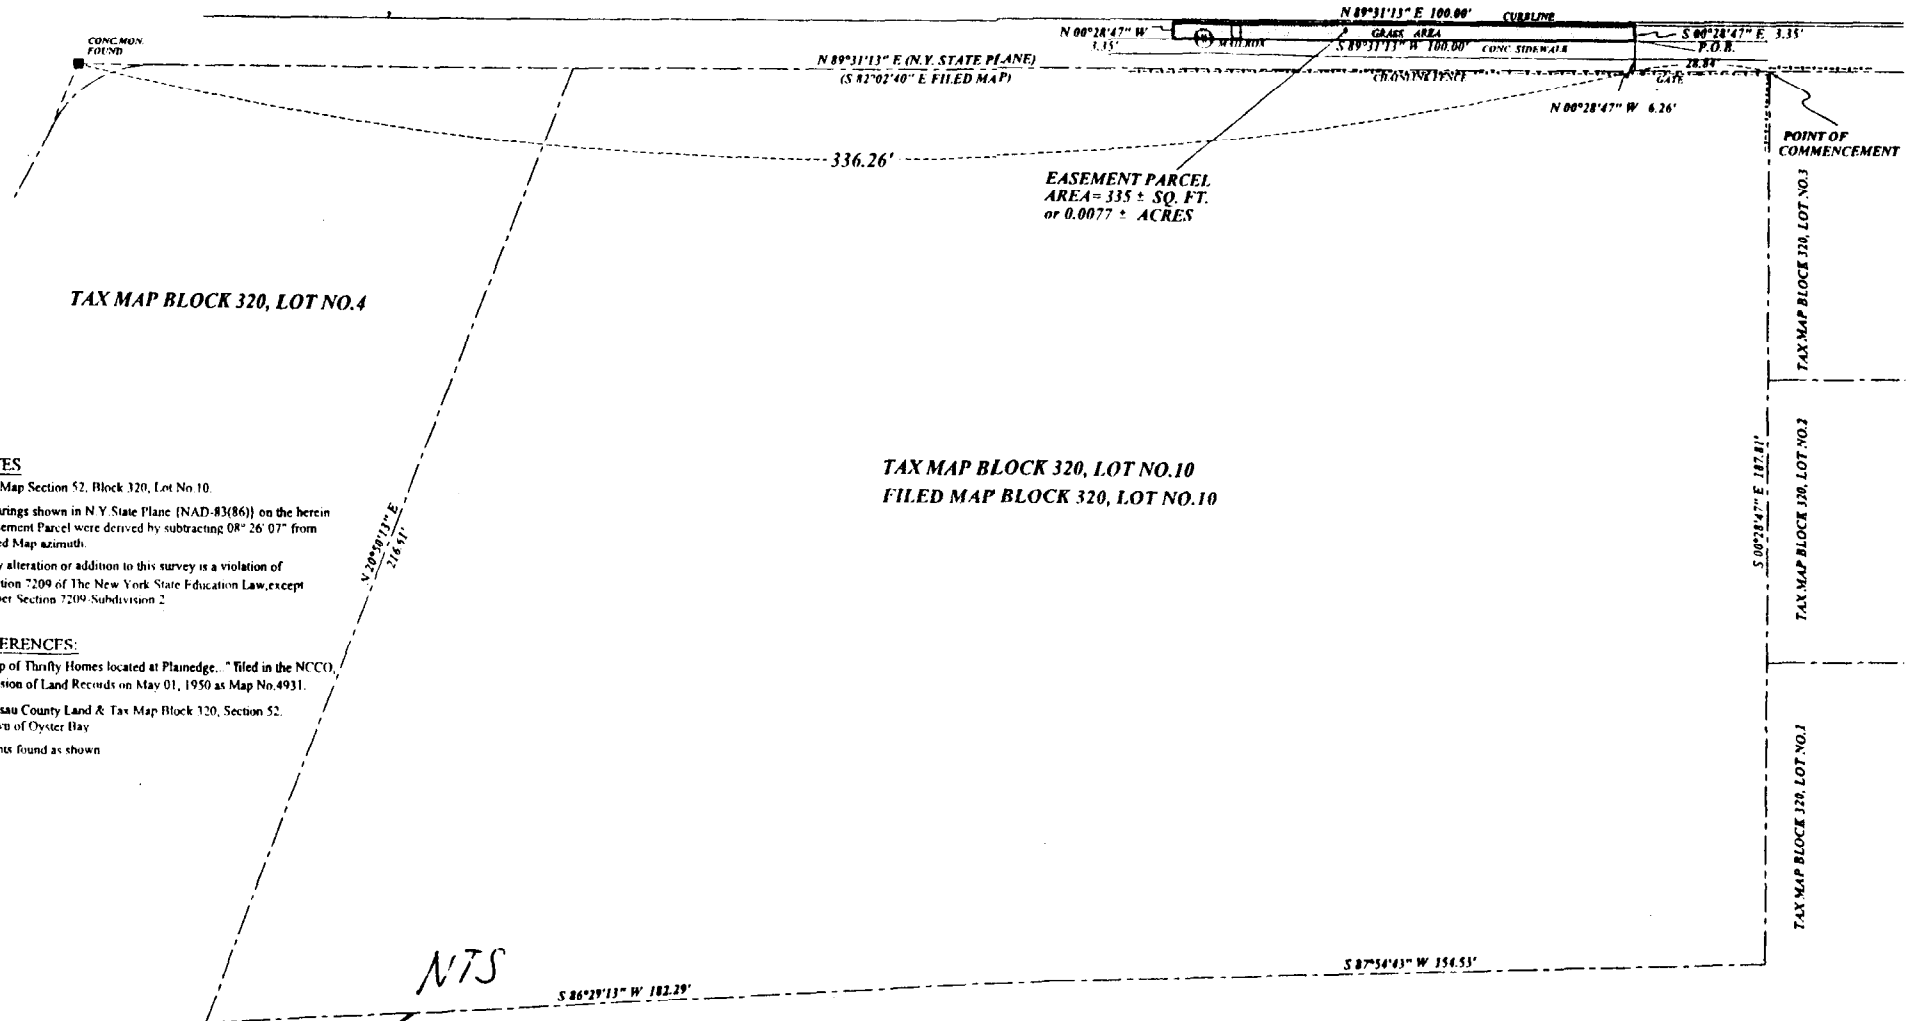 N 89°31'13" E 100.00'
CURBLINE
CONC.MON.
FOUND
N 00°28'47" W
3.35'
MAILBOX
GRASS AREA
S 89°31'13" W 100.00'
CONC. SIDEWALK
S 00°28'47" E 3.35'
P.O.B.
28.84'
N 89°31'13" E (N.Y. STATE PLANE)
(S 82°02'40" E FILED MAP)
GATE
N 00°28'47" W 6.26'
POINT OF
COMMENCEMENT
336.26'
EASEMENT PARCEL
AREA= 335 ± SQ. FT.
or 0.0077 ± ACRES
TAX MAP BLOCK 320, LOT NO.3
TAX MAP BLOCK 320, LOT NO.4
TAX MAP BLOCK 320, LOT NO.10
FILED MAP BLOCK 320, LOT NO.10
TAX MAP BLOCK 320, LOT NO.2
S 00°28'47" E 187.81'
N 20°50'13" E
216.51'
ES
Map Section 52, Block 320, Lot No.10.
arings shown in N.Y.State Plane {NAD-83(86)} on the herein
ement Parcel were derived by subtracting 08° 26' 07" from
ed Map azimuth.
y alteration or addition to this survey is a violation of
tion 7209 of The New York State Education Law,except
per Section 7209-Subdivision 2
ERENCES:
p of Thrifty Homes located at Plainedge..." filed in the NCCO,
sion of Land Records on May 01, 1950 as Map No.4931.
sau County Land & Tax Map Block 320, Section 52.
vn of Oyster Bay
nts found as shown
TAX MAP BLOCK 320, LOT NO.1
NTS
S 86°29'13" W 182.29'
S 87°54'43" W 154.53'